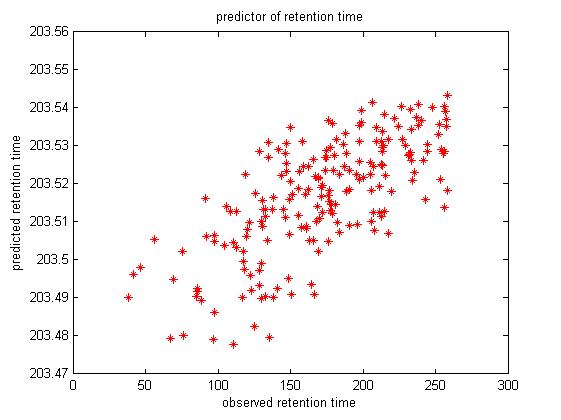 predictor of retention time
203.56
203.55
203.54
203.53
203.52
203.51
203.5
203.49
203.48
203.47
predicted retention time
0 50 100 150 200 250 300
observed retention time